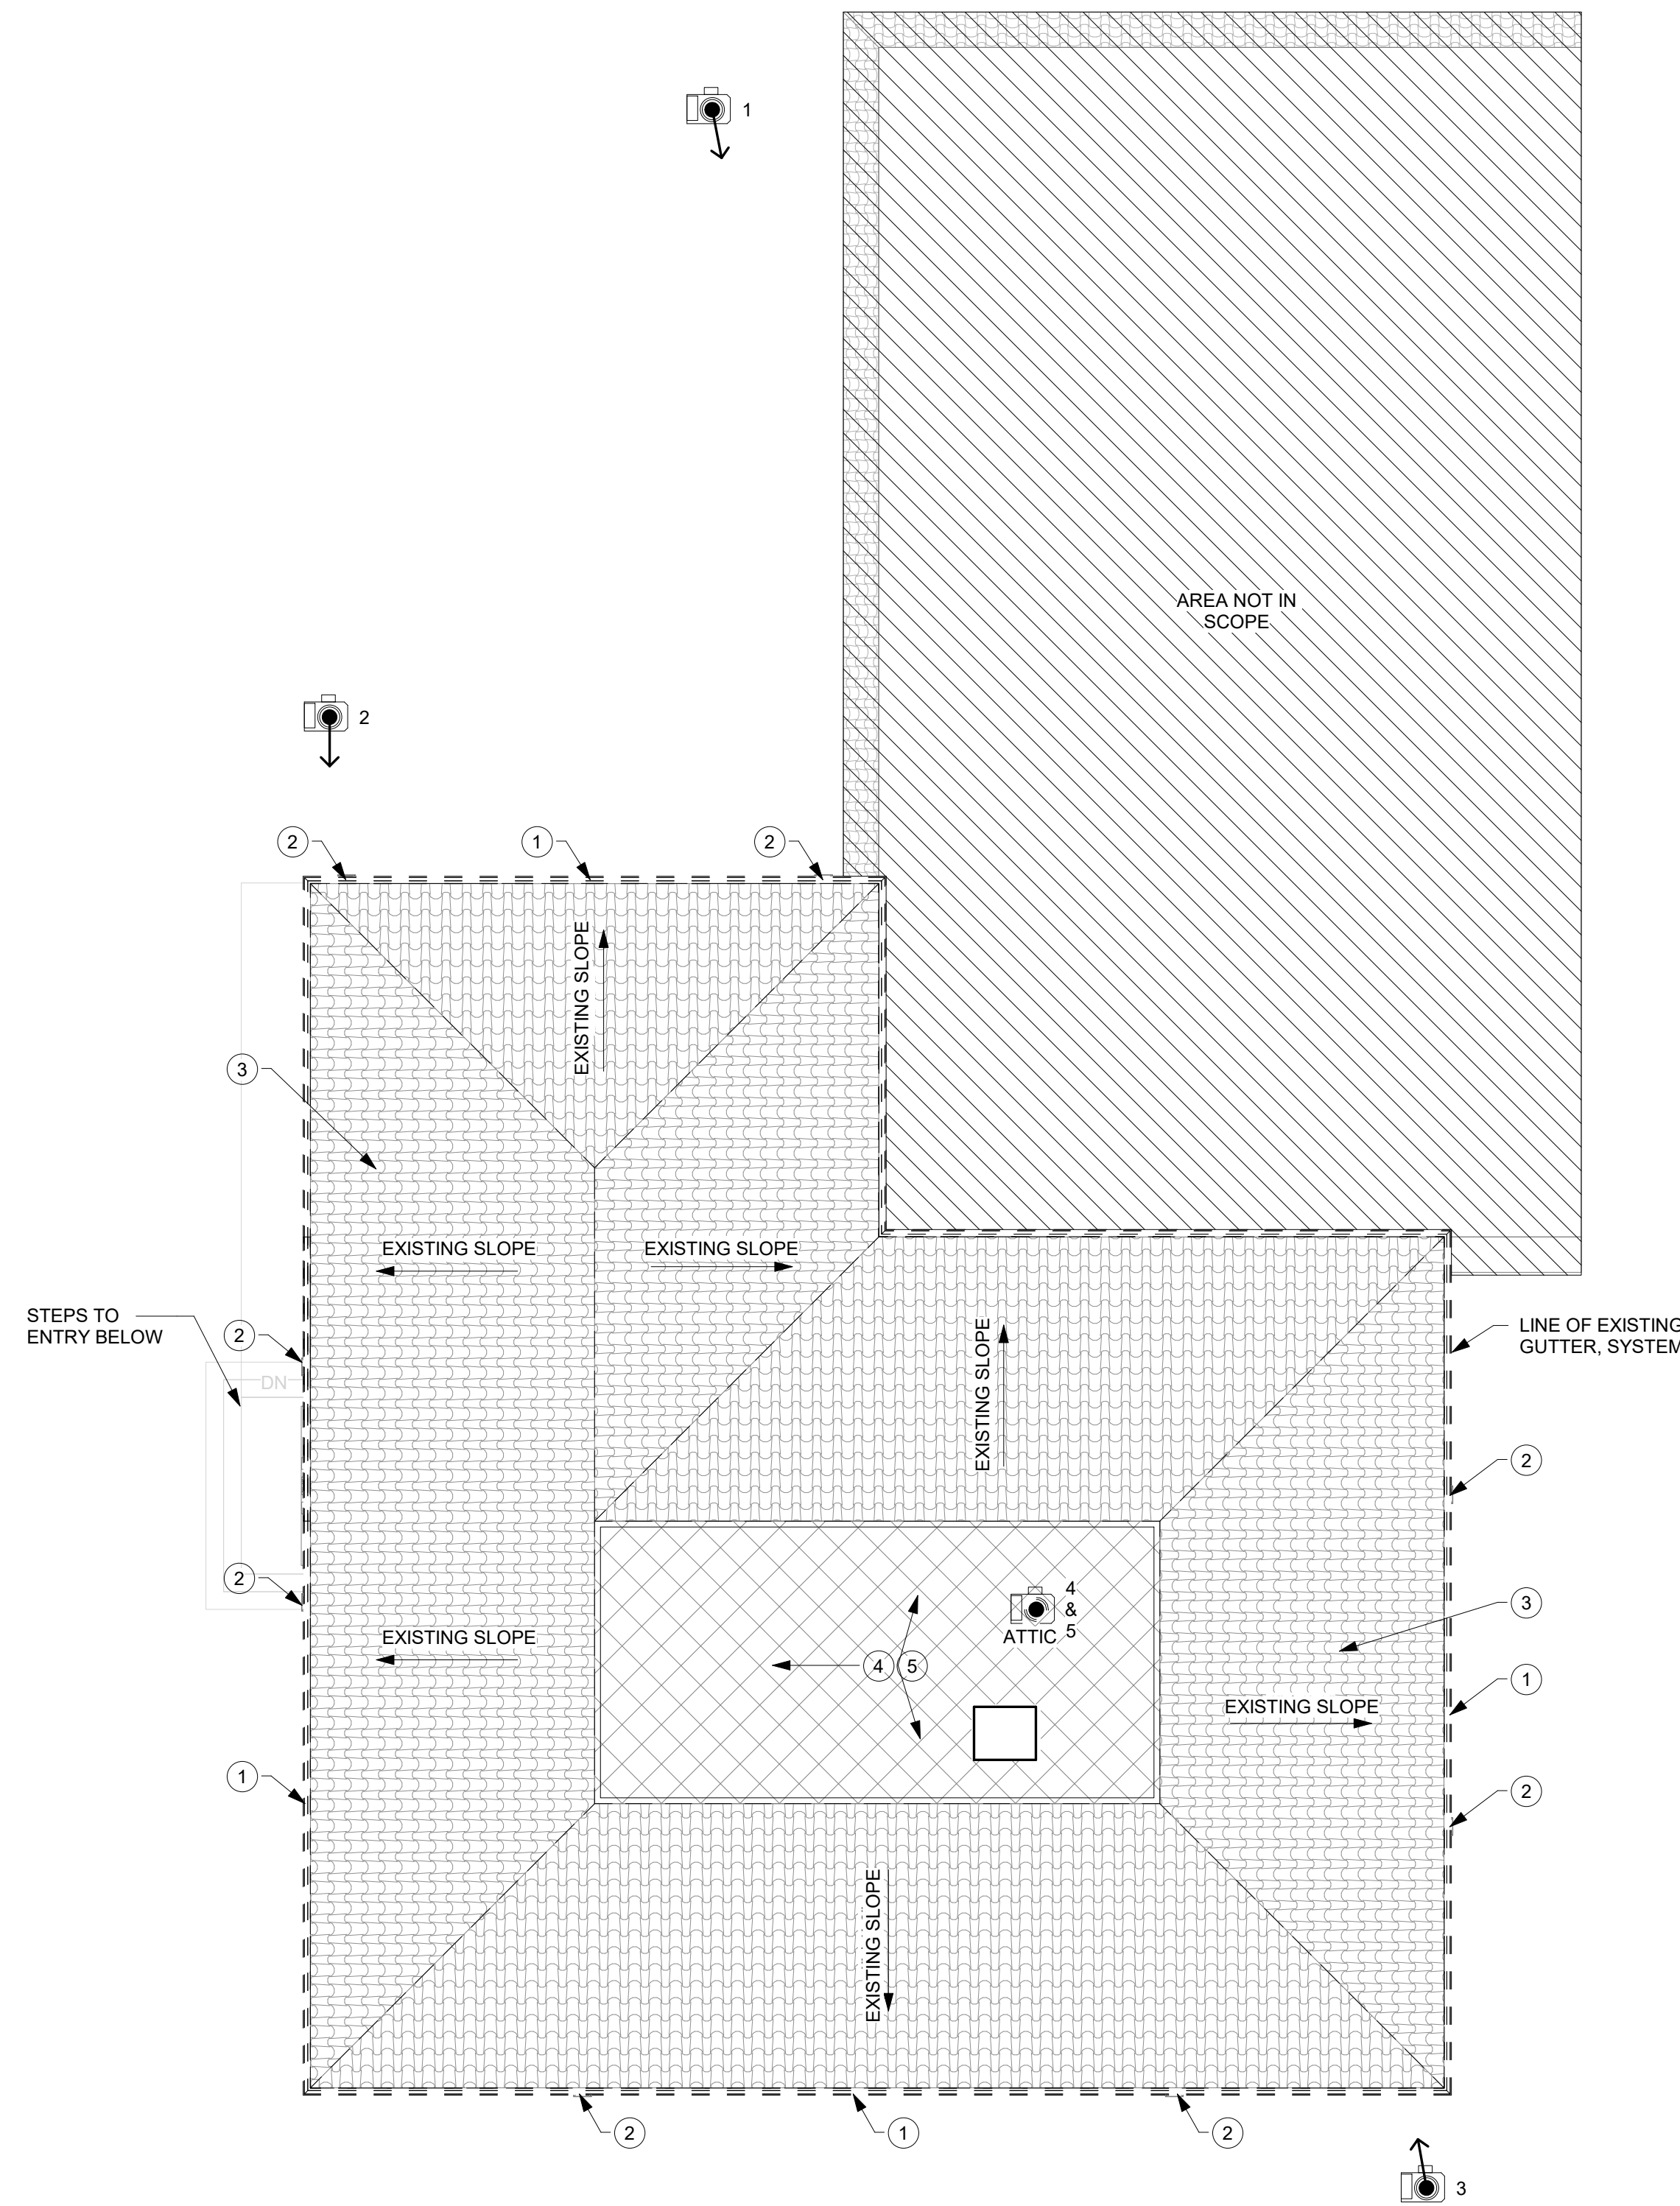 1
AREA NOT IN
SCOPE
2
2
1
2
EXISTING SLOPE
3
EXISTING SLOPE
EXISTING SLOPE
STEPS TO
ENTRY BELOW
2
DN
EXISTING SLOPE
LINE OF EXISTING
GUTTER, SYSTEM
2
2
4
&
5
ATTIC
3
EXISTING SLOPE
4
5
1
EXISTING SLOPE
1
2
EXISTING SLOPE
2
1
2
3